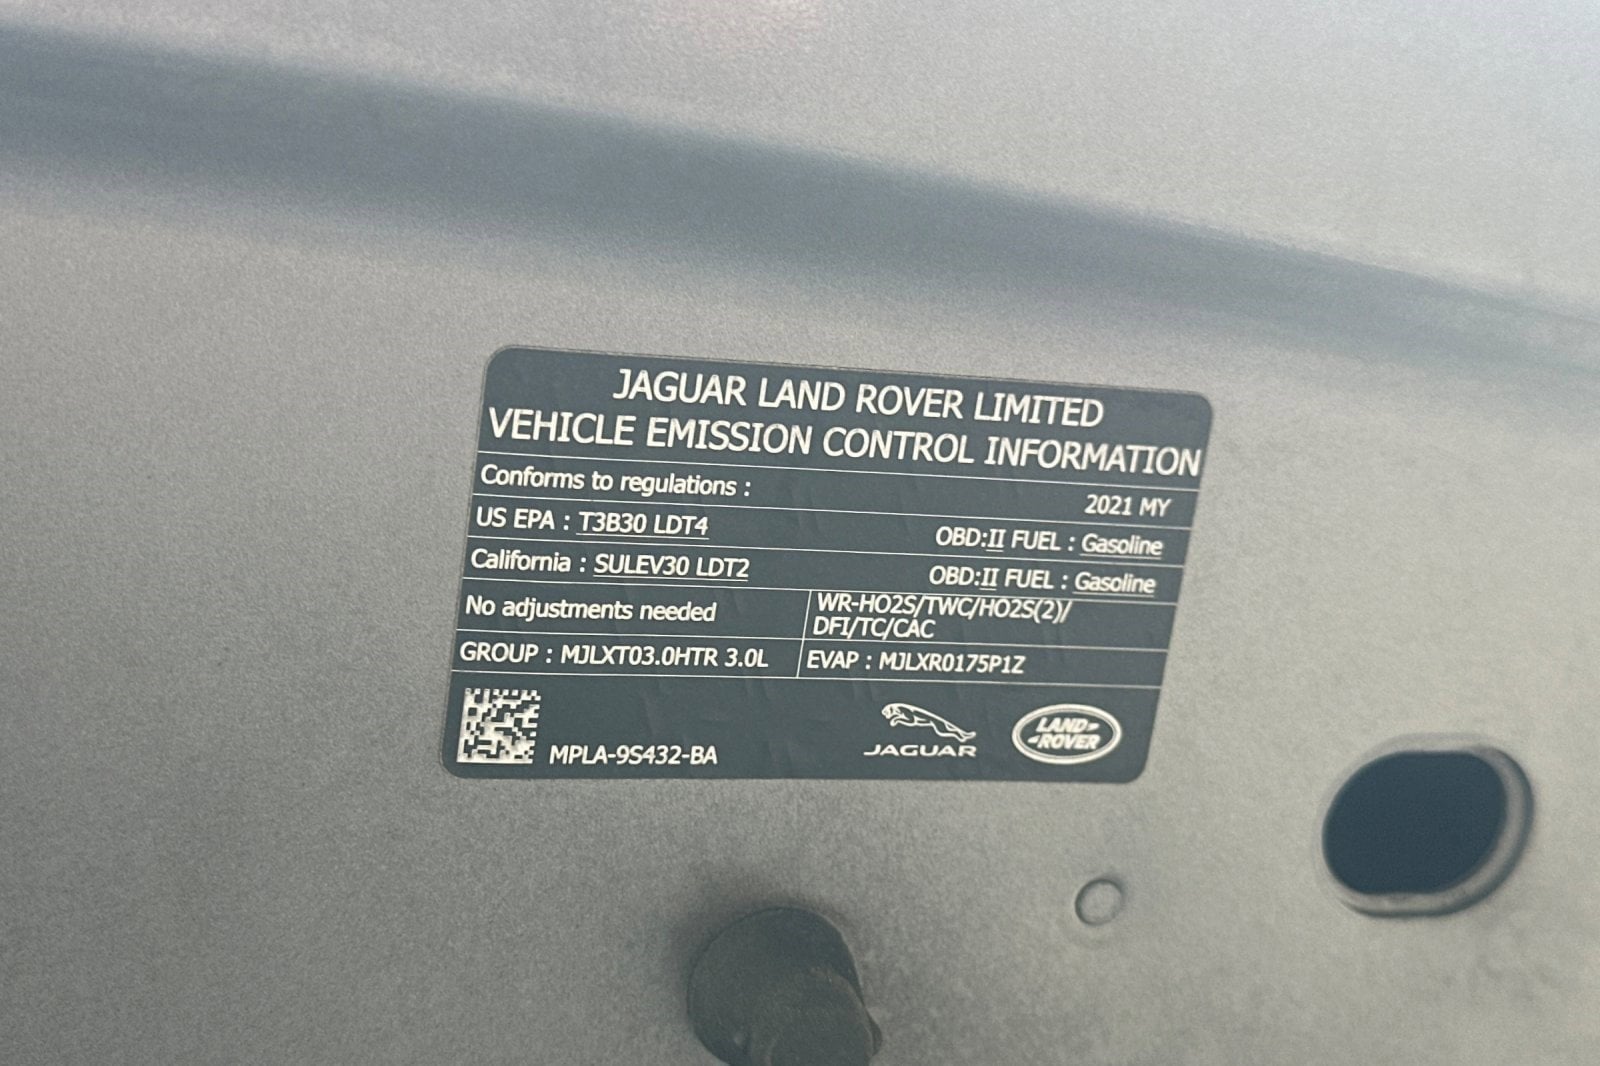 JAGUAR LAND ROVER LIMITED
VEHICLE EMISSION CONTROL INFORMATION
Conforms to regulations : 2021 MY
US EPA : T3B30 LDT4 OBD:II FUEL : Gasoline
California : SULEV30 LDT2 OBD:II FUEL : Gasoline
No adjustments needed
WR-HO2S/TWC/HO2S(2)/
DFI/TC/CAC
GROUP : MJLXT03.0HTR 3.0L EVAP : MJLXR0175P1Z
MPLA-9S432-BA
JAGUAR
LAND
ROVER